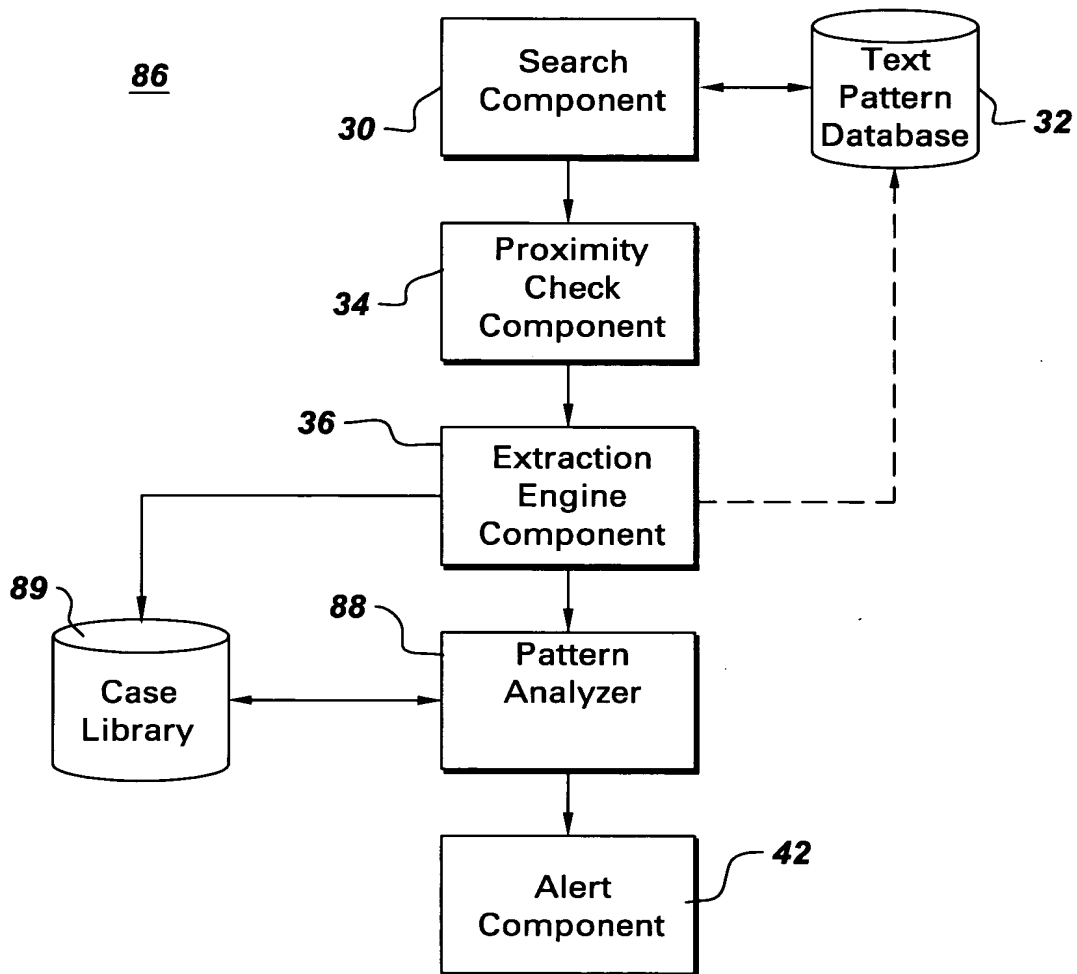 86
Search
Component
30
Text
Pattern
Database
32
Proximity
Check
Component
34
36
Extraction
Engine
Component
89
Case
Library
88
Pattern
Analyzer
42
Alert
Component